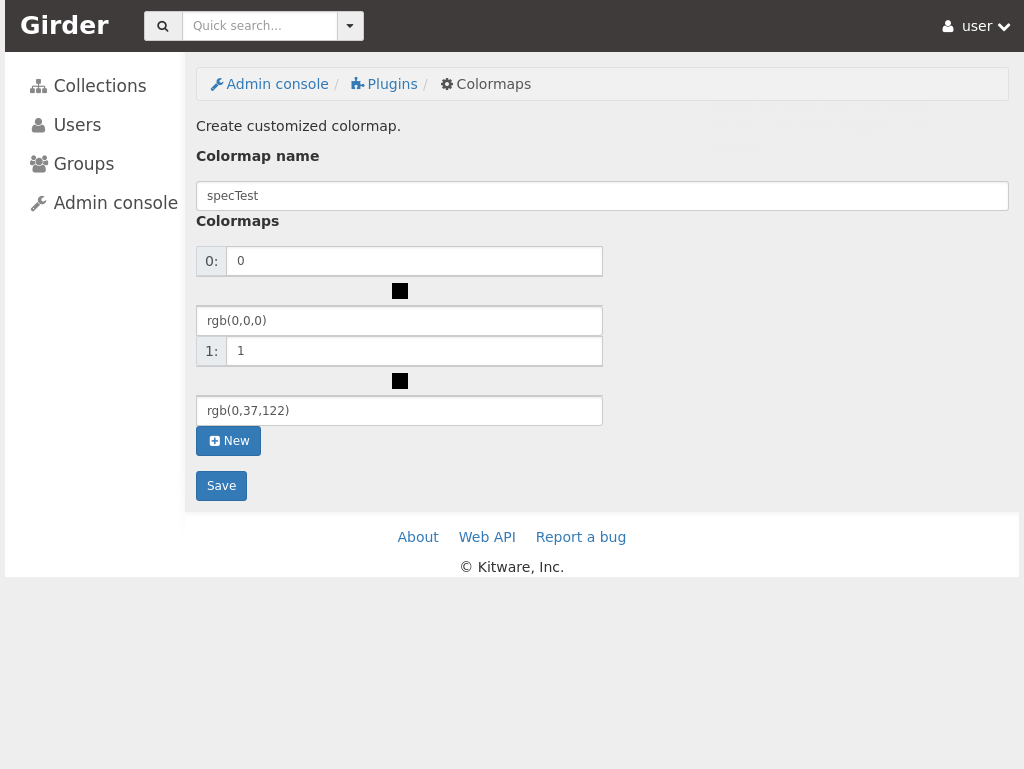 Girder
Quick search...
user
Collections
Users
Groups
Admin console
Admin console / Plugins / Colormaps
Create customized colormap.
Colormap name
specTest
Colormaps
0: 0
rgb(0,0,0)
1: 1
rgb(0,37,122)
New
Save
About Web API Report a bug
© Kitware, Inc.